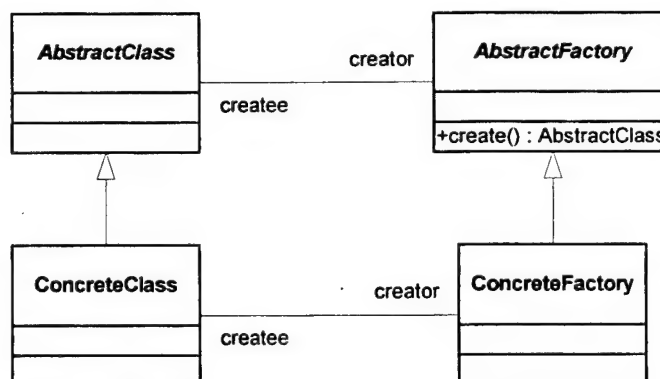 AbstractClass
AbstractFactory
creator
createe
+create() : AbstractClass
ConcreteClass
ConcreteFactory
creator
createe